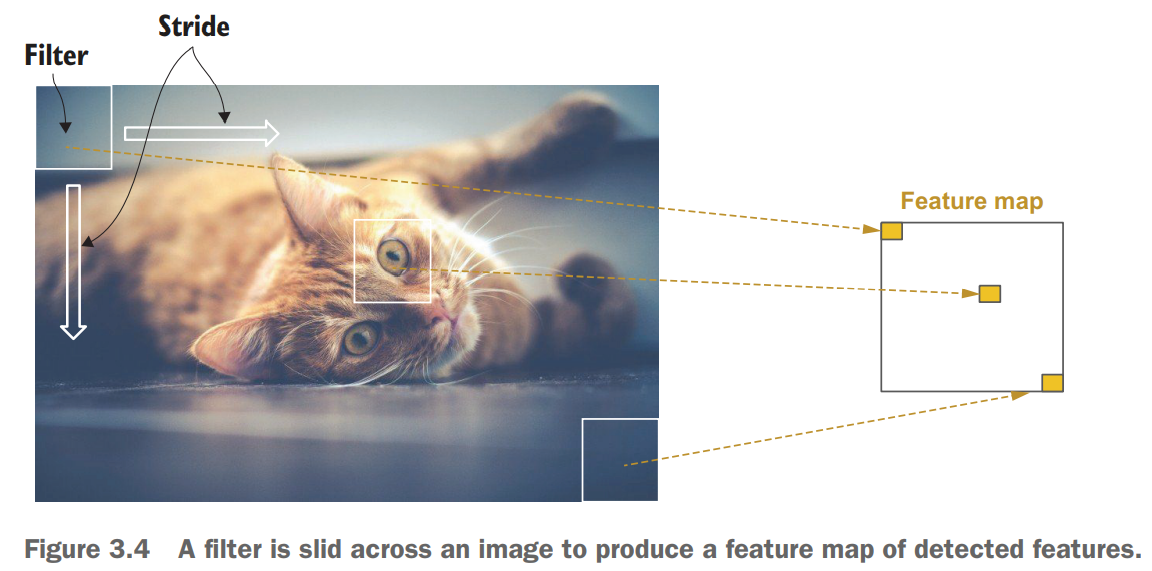 Stride
Filter
Feature map
Figure 3.4 A filter is slid across an image to produce a feature map of detected features.